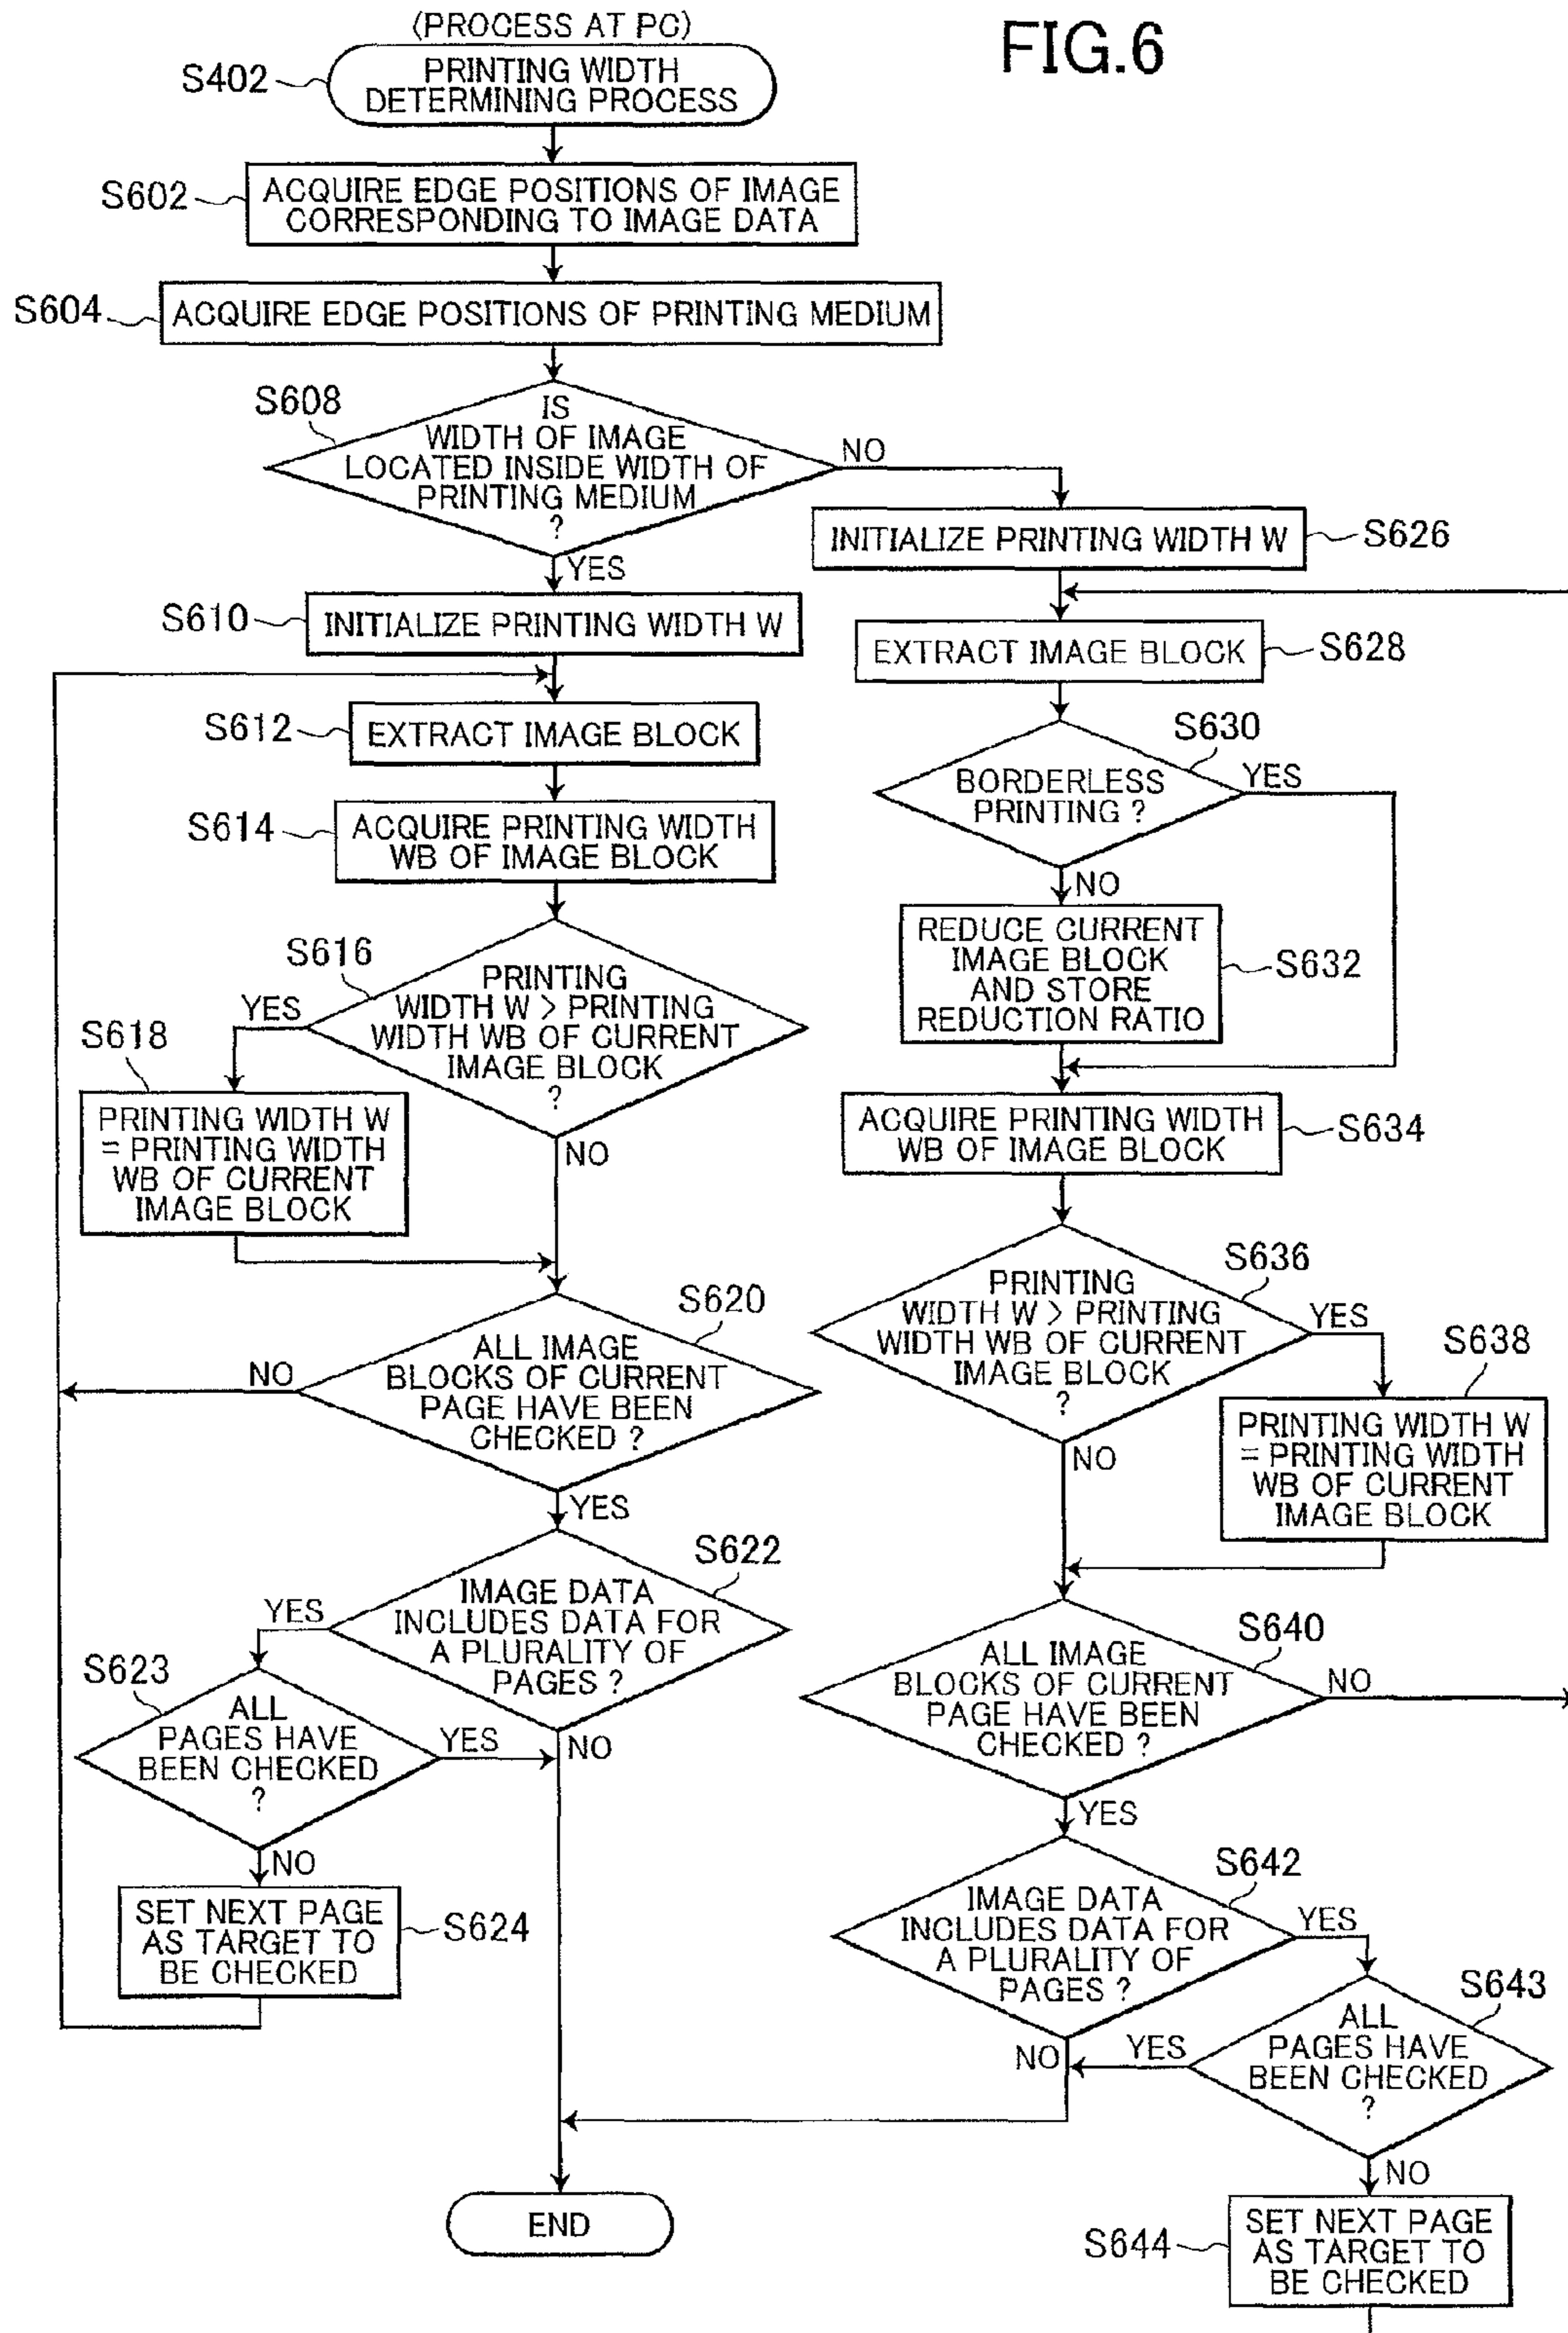 FIG.6
(PROCESS AT PC)
S402
PRINTING WIDTH
DETERMINING PROCESS
S602
ACQUIRE EDGE POSITIONS OF IMAGE
CORRESPONDING TO IMAGE DATA
S604
ACQUIRE EDGE POSITIONS OF PRINTING MEDIUM
S608
IS
WIDTH OF IMAGE
LOCATED INSIDE WIDTH OF
PRINTING MEDIUM
?
NO
YES
S610
INITIALIZE PRINTING WIDTH W
S612
EXTRACT IMAGE BLOCK
S614
ACQUIRE PRINTING WIDTH
WB OF IMAGE BLOCK
S616
PRINTING
WIDTH W > PRINTING
WIDTH WB OF CURRENT
IMAGE BLOCK
?
YES
NO
S618
PRINTING WIDTH W
= PRINTING WIDTH
WB OF CURRENT
IMAGE BLOCK
S620
ALL IMAGE
BLOCKS OF CURRENT
PAGE HAVE BEEN
CHECKED ?
NO
YES
S622
IMAGE DATA
INCLUDES DATA FOR
A PLURALITY OF
PAGES ?
YES
NO
S623
ALL
PAGES HAVE
BEEN CHECKED
?
YES
NO
S624
SET NEXT PAGE
AS TARGET TO
BE CHECKED
END
INITIALIZE PRINTING WIDTH W
S626
EXTRACT IMAGE BLOCK
S628
S630
BORDERLESS
PRINTING ?
YES
NO
REDUCE CURRENT
IMAGE BLOCK
AND STORE
REDUCTION RATIO
S632
ACQUIRE PRINTING WIDTH
WB OF IMAGE BLOCK
S634
S636
PRINTING
WIDTH W > PRINTING
WIDTH WB OF CURRENT
IMAGE BLOCK
?
YES
NO
S638
PRINTING WIDTH W
= PRINTING WIDTH
WB OF CURRENT
IMAGE BLOCK
S640
ALL IMAGE
BLOCKS OF CURRENT
PAGE HAVE BEEN
CHECKED ?
NO
YES
S642
IMAGE DATA
INCLUDES DATA FOR
A PLURALITY OF
PAGES ?
YES
NO
S643
ALL
PAGES HAVE
BEEN CHECKED
?
YES
NO
S644
SET NEXT PAGE
AS TARGET TO
BE CHECKED